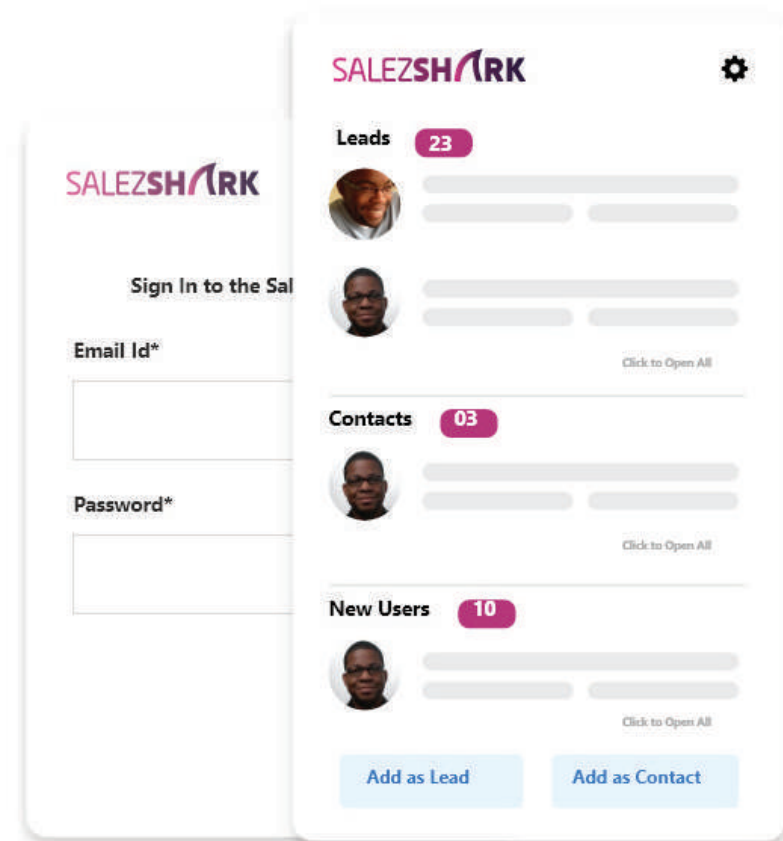 SALEZSHARK
Sign In to the Sal
Email Id*
Password*
SALEZSHARK
Leads 23
Click to Open All
Contacts 03
Click to Open All
New Users 10
Click to Open All
Add as Lead
Add as Contact